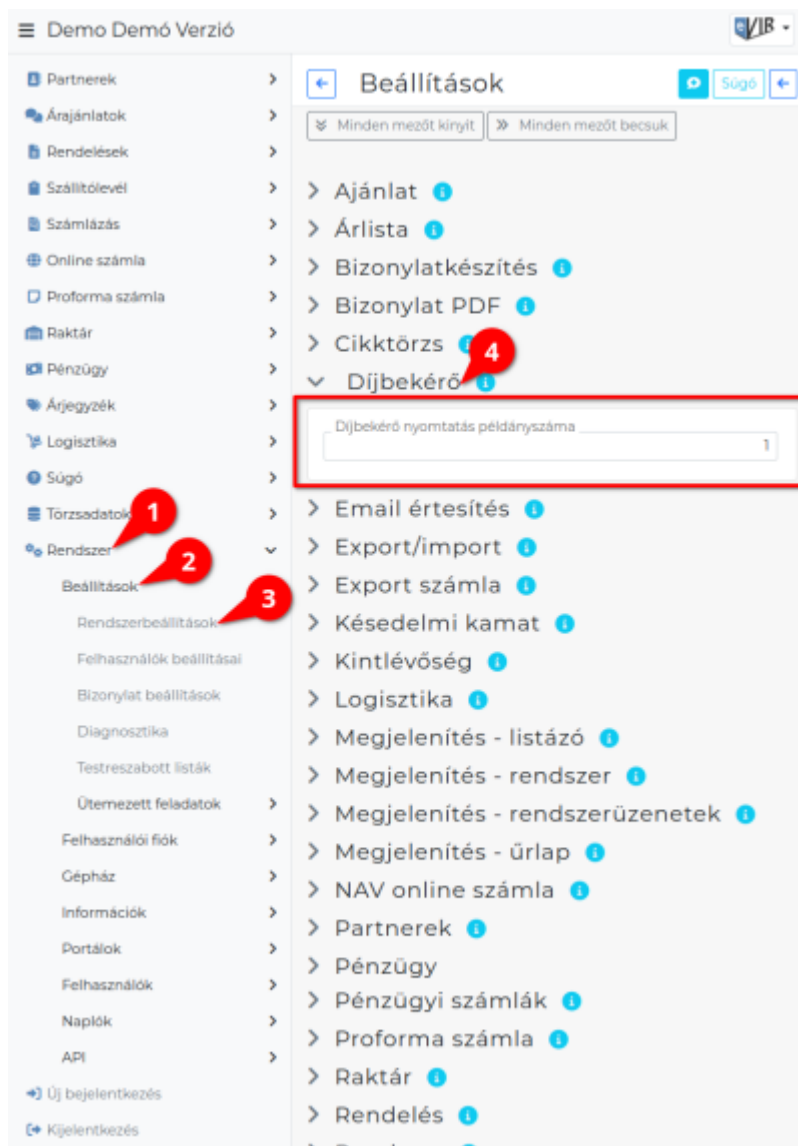 Demo Demó Verzió
eVIR
Partnerek
Árajánlatok
Rendelések
Szállítólevél
Számlázás
Online számla
Proforma számla
Raktár
Pénzügy
Árjegyzék
Logisztika
Súgó
Törzsadatok
1
Rendszer
2
Beállítások
3
Rendszerbeállítások
Felhasználók beállításai
Bizonylat beállítások
Diagnosztika
Testreszabott listák
Ütemezett feladatok
Felhasználói fiók
Gépház
Információk
Portálok
Felhasználók
Naplók
API
Új bejelentkezés
Kijelentkezés
Beállítások
Súgó
Minden mezőt kinyit
Minden mezőt becsuk
Ajánlat
Árlista
Bizonylatkészítés
Bizonylat PDF
Cikktörzs
4
Díjbekérő
Díjbekérő nyomtatás példányszáma
1
Email értesítés
Export/import
Export számla
Késedelmi kamat
Kintlévőség
Logisztika
Megjelenítés - listázó
Megjelenítés - rendszer
Megjelenítés - rendszerüzenetek
Megjelenítés - űrlap
NAV online számla
Partnerek
Pénzügy
Pénzügyi számlák
Proforma számla
Raktár
Rendelés